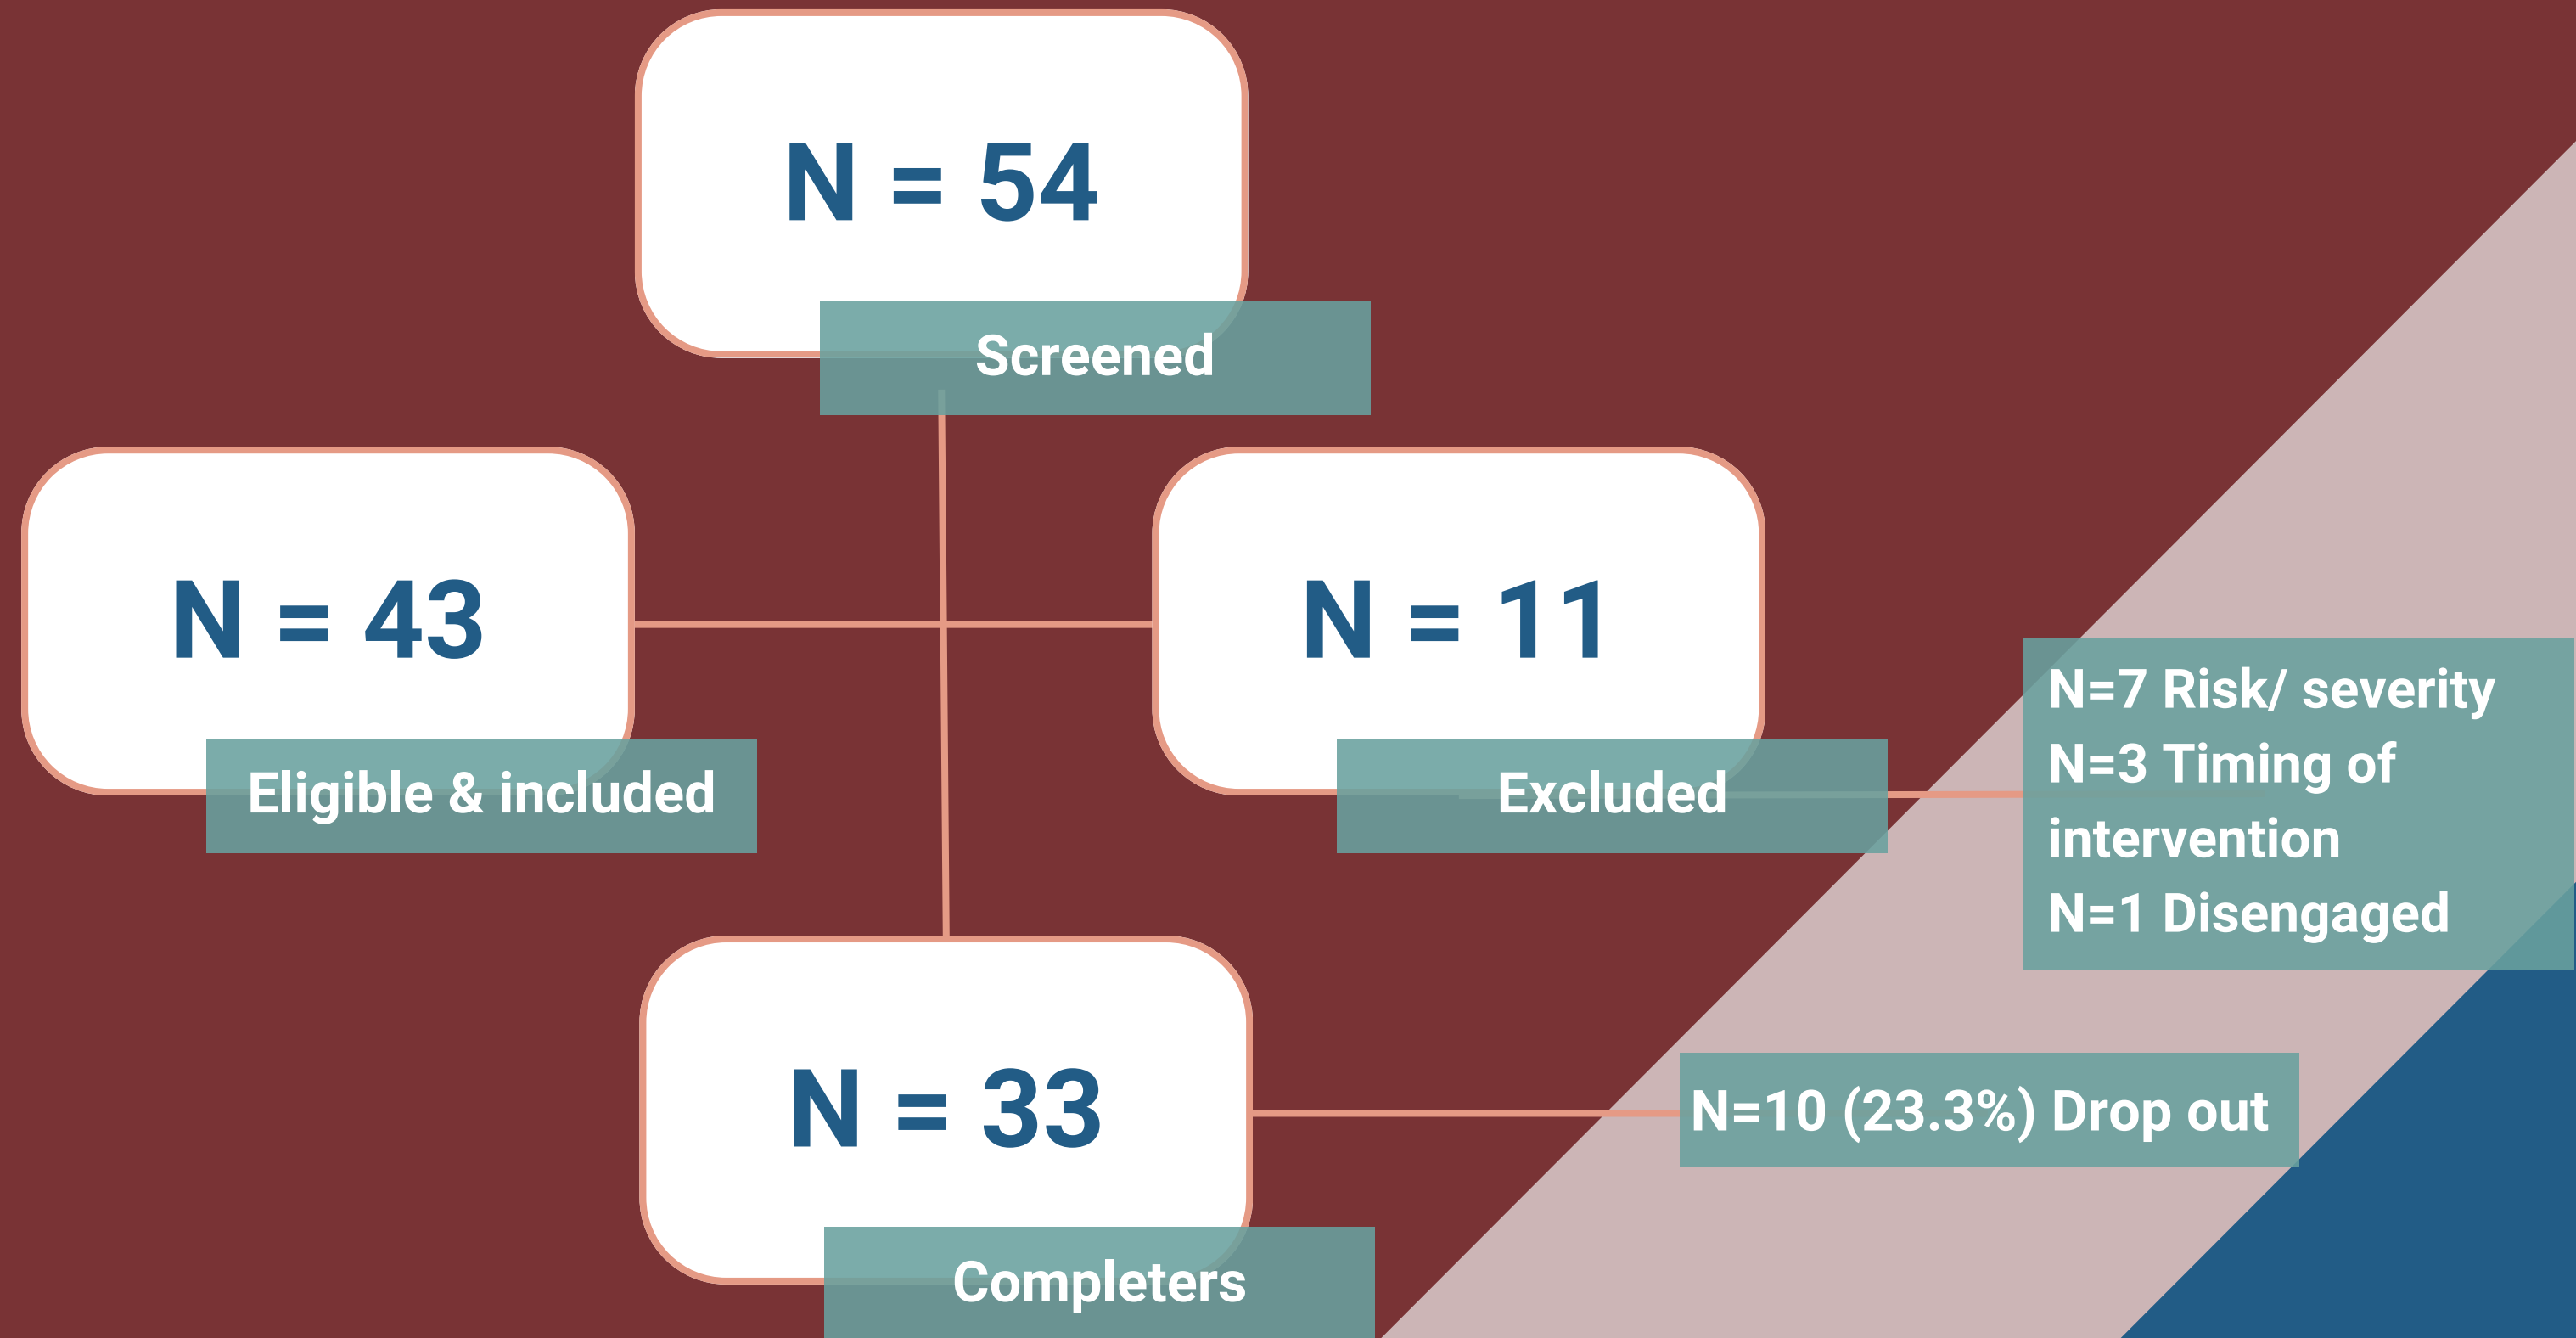 N = 54
Screened
N = 43
Eligible & included
N = 11
Excluded
N=7 Risk/ severity
N=3 Timing of
intervention
N=1 Disengaged
N = 33
Completers
N=10 (23.3%) Drop out